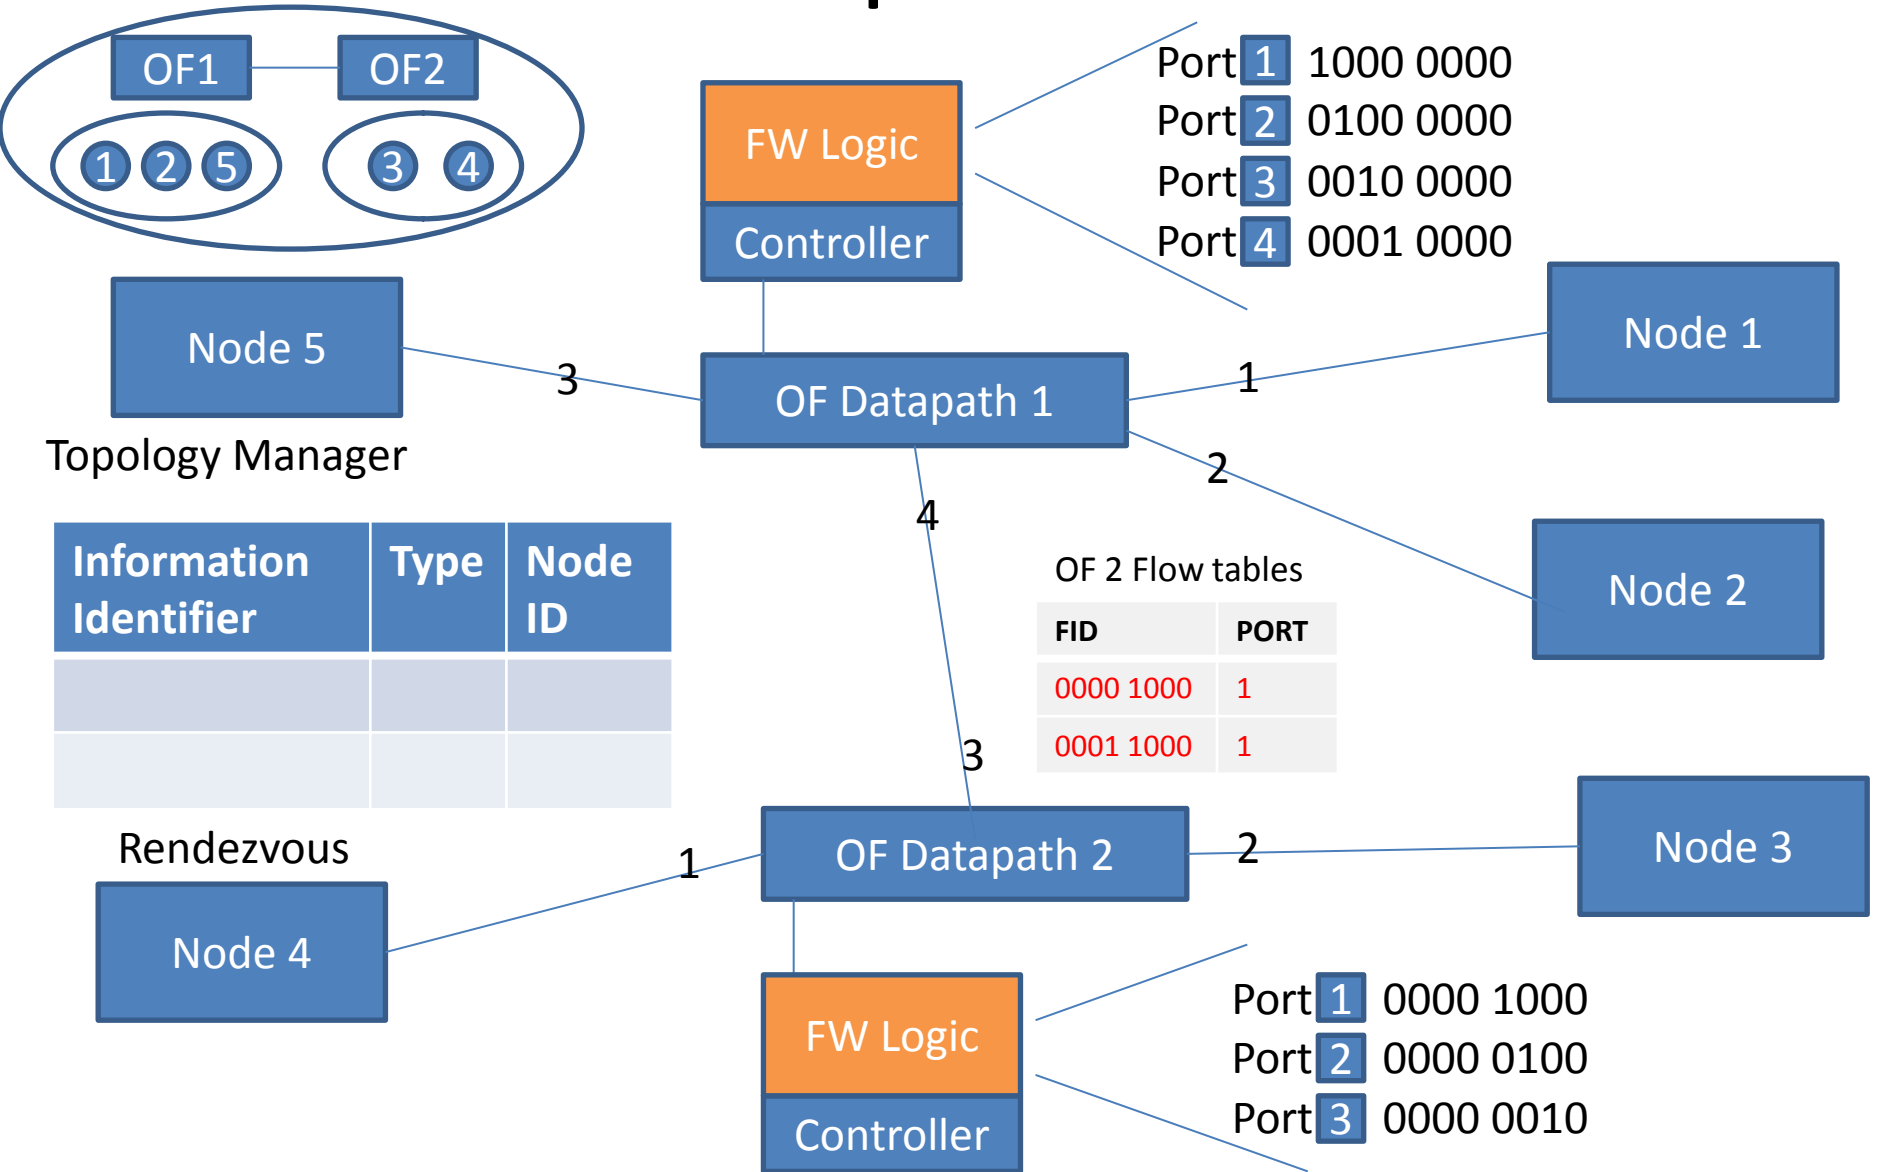 OF1
OF2
1 2 5
3 4
FW Logic
Controller
Port 1 1000 0000
Port 2 0100 0000
Port 3 0010 0000
Port 4 0001 0000
Node 5
3
OF Datapath 1
1
Node 1
Topology Manager
2
4
Information Identifier
Type
Node ID
OF 2 Flow tables
FID PORT
0000 1000 1
0001 1000 1
Node 2
3
Rendezvous
1
OF Datapath 2
2
Node 3
Node 4
FW Logic
Controller
Port 1 0000 1000
Port 2 0000 0100
Port 3 0000 0010